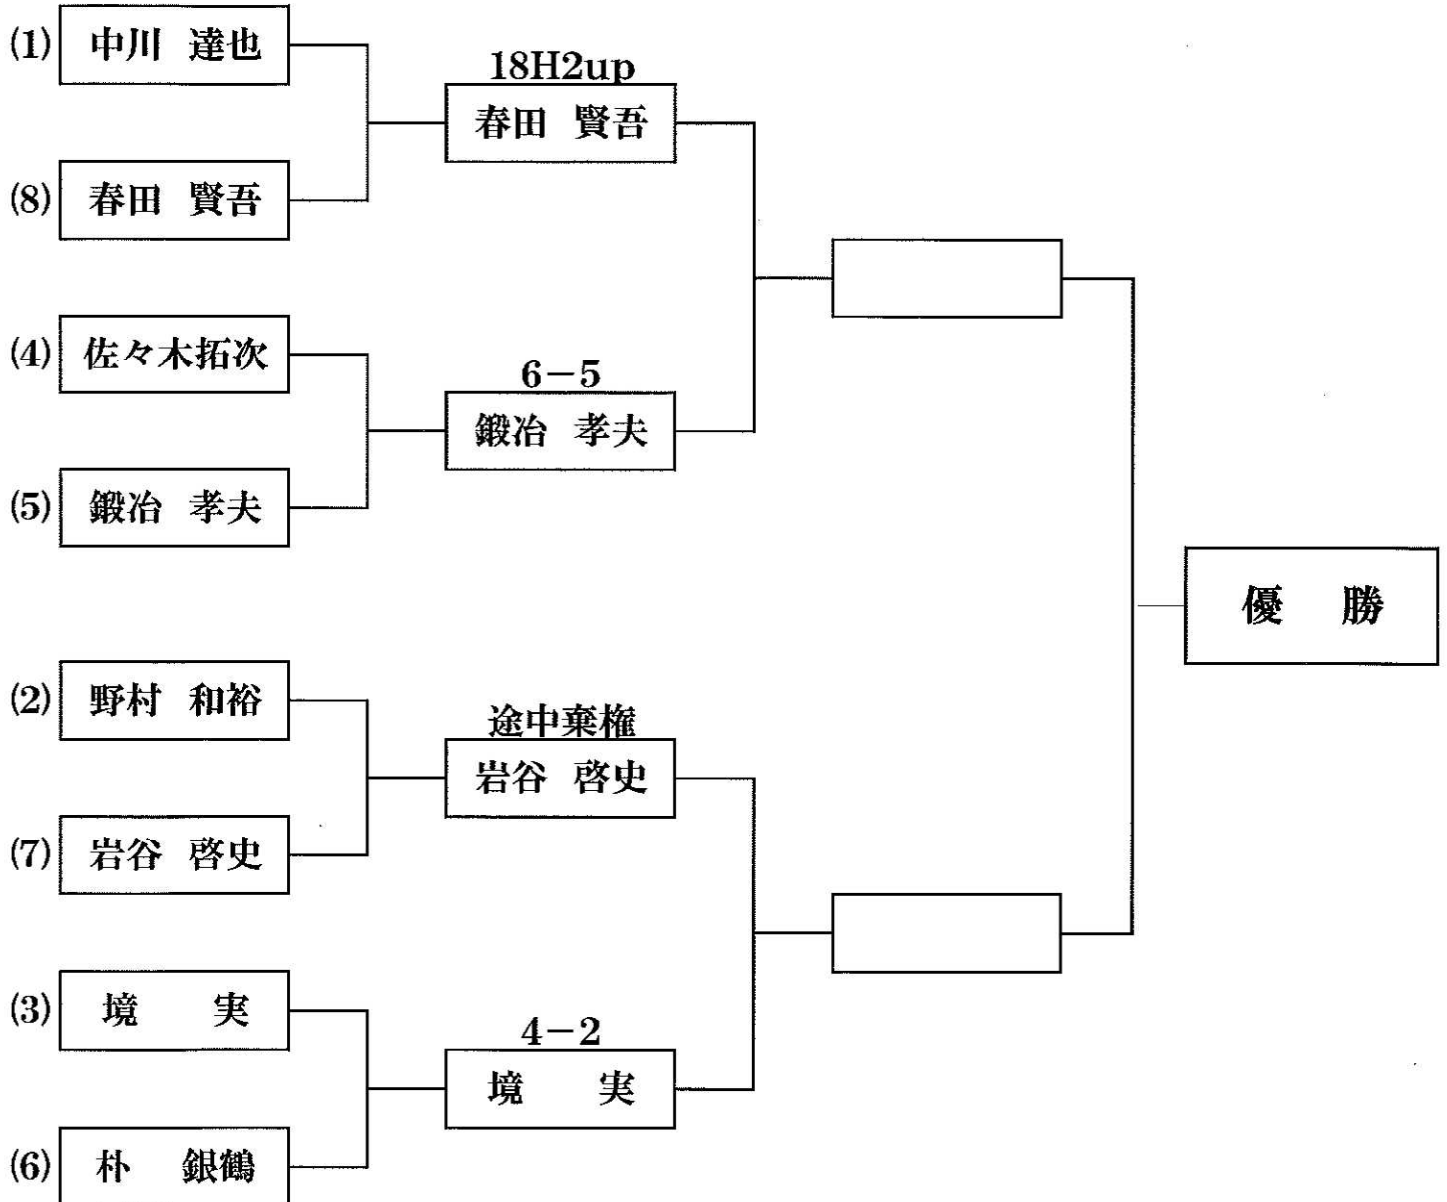 (1) 中川 達也
18H2up
春田 賢吾
(8) 春田 賢吾
(4) 佐々木拓次
6-5
鍛冶 孝夫
(5) 鍛冶 孝夫
優 勝
(2) 野村 和裕
途中棄権
岩谷 啓史
(7) 岩谷 啓史
(3) 境 実
4-2
境 実
(6) 朴 銀鶴